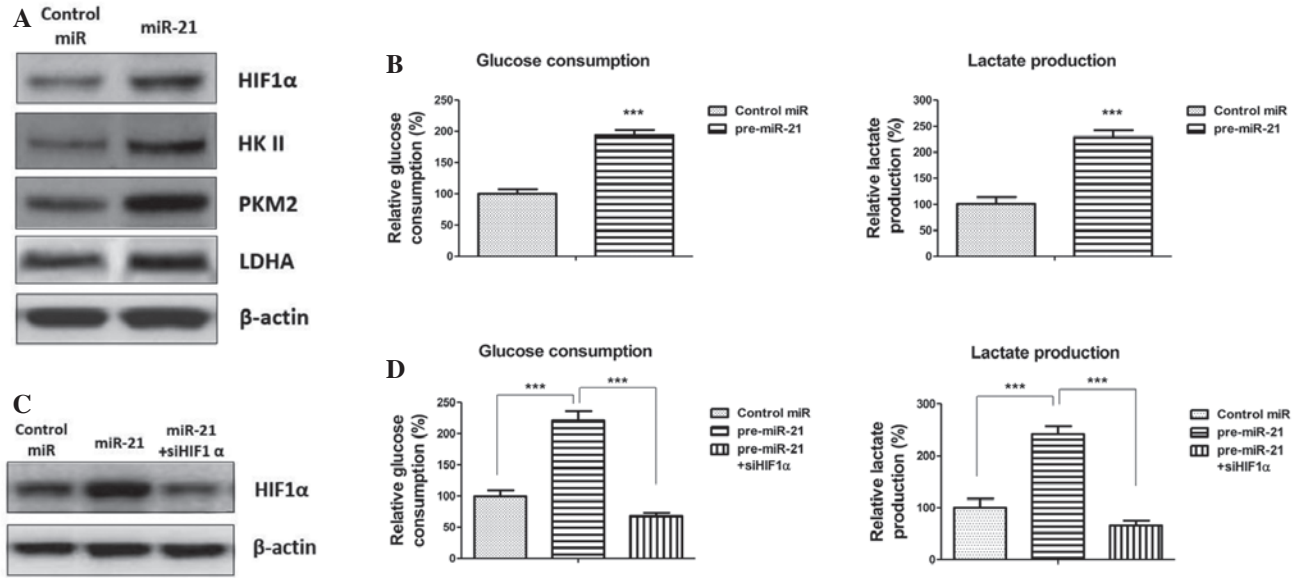 A
Control
miR
miR-21
HIF1α
HK II
PKM2
LDHA
β-actin
B
Glucose consumption
Relative glucose
consumption (%)
250
200
150
100
50
0
***
Control miR
pre-miR-21
Lactate production
Relative lactate
production (%)
300
250
200
150
100
50
0
***
Control miR
pre-miR-21
C
Control
miR
miR-21
miR-21
+siHIF1 α
HIF1α
β-actin
D
Glucose consumption
Relative glucose
consumption (%)
250
200
150
100
50
0
***
***
Control miR
pre-miR-21
pre-miR-21
+siHIF1α
Lactate production
Relative lactate
production (%)
300
200
100
0
***
***
Control miR
pre-miR-21
pre-miR-21
+siHIF1α